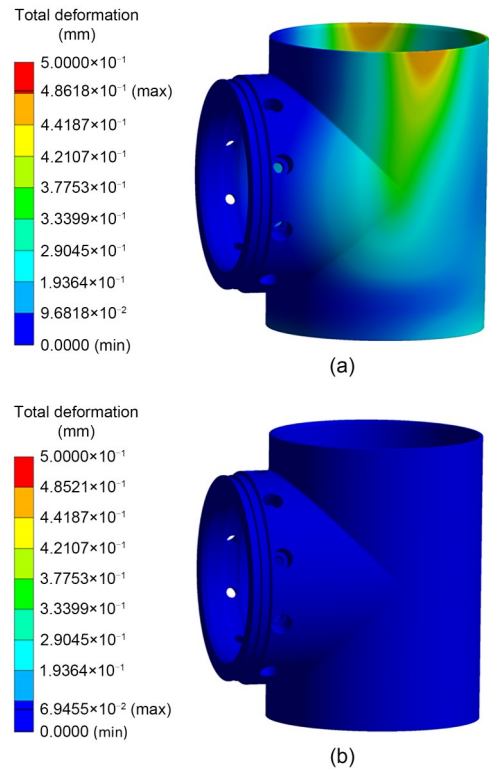 Total deformation
(mm)
5.0000×10⁻¹
4.8618×10⁻¹ (max)
4.4187×10⁻¹
4.2107×10⁻¹
3.7753×10⁻¹
3.3399×10⁻¹
2.9045×10⁻¹
1.9364×10⁻¹
9.6818×10⁻²
0.0000 (min)
(a)
Total deformation
(mm)
5.0000×10⁻¹
4.8521×10⁻¹
4.4187×10⁻¹
4.2107×10⁻¹
3.7753×10⁻¹
3.3399×10⁻¹
2.9045×10⁻¹
1.9364×10⁻¹
6.9455×10⁻² (max)
0.0000 (min)
(b)